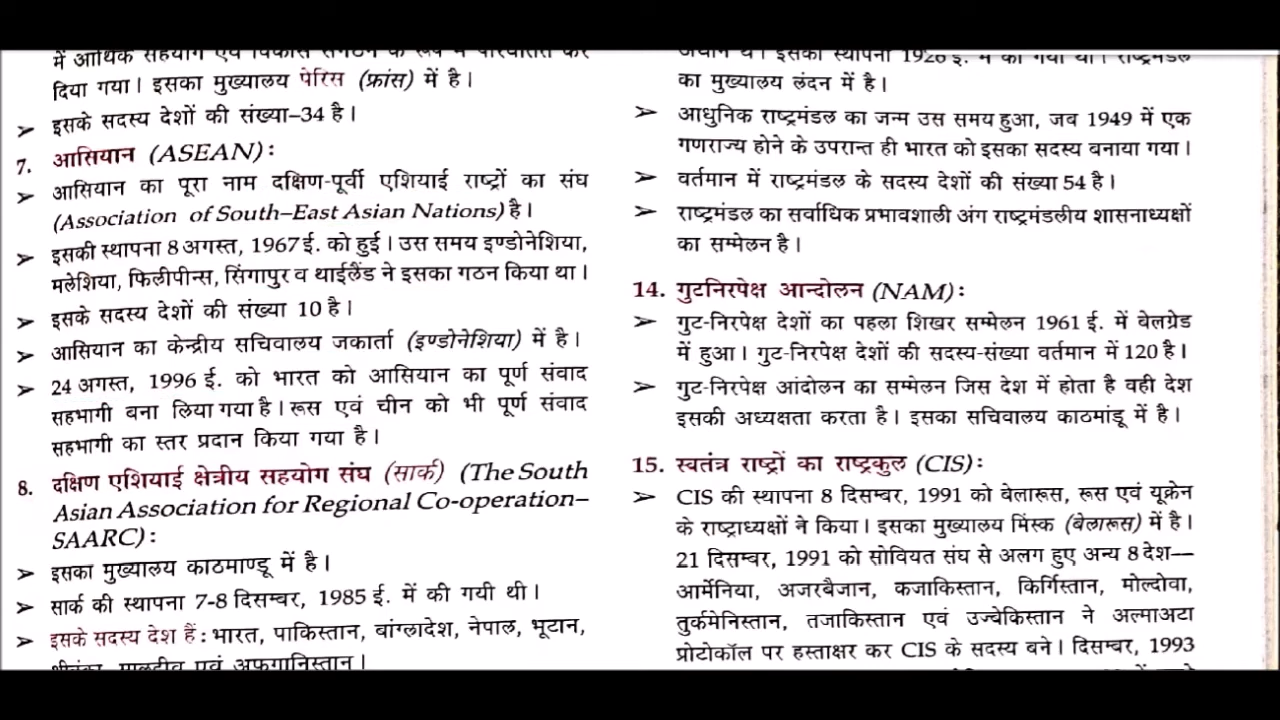 में आर्थिक सहयोग एवं विकास संगठन के रूप में परिवर्तित कर
दिया गया। इसका मुख्यालय पेरिस (फ्रांस) में है।
➢ इसके सदस्य देशों की संख्या–34 है।
7. आसियान (ASEAN) :
➢ आसियान का पूरा नाम दक्षिण-पूर्वी एशियाई राष्ट्रों का संघ
(Association of South–East Asian Nations) है।
➢ इसकी स्थापना 8 अगस्त, 1967 ई. को हुई। उस समय इण्डोनेशिया,
मलेशिया, फिलीपीन्स, सिंगापुर व थाईलैंड ने इसका गठन किया था।
➢ इसके सदस्य देशों की संख्या 10 है।
➢ आसियान का केन्द्रीय सचिवालय जकार्ता (इण्डोनेशिया) में है।
➢ 24 अगस्त, 1996 ई. को भारत को आसियान का पूर्ण संवाद
सहभागी बना लिया गया है। रूस एवं चीन को भी पूर्ण संवाद
सहभागी का स्तर प्रदान किया गया है।
8. दक्षिण एशियाई क्षेत्रीय सहयोग संघ (सार्क) (The South
Asian Association for Regional Co-operation–
SAARC) :
➢ इसका मुख्यालय काठमाण्डू में है।
➢ सार्क की स्थापना 7-8 दिसम्बर, 1985 ई. में की गयी थी।
➢ इसके सदस्य देश हैं : भारत, पाकिस्तान, बांग्लादेश, नेपाल, भूटान,
श्रीलंका, मालदीव एवं अफगानिस्तान।
इसकी स्थापना 1926 ई. में की गयी थी। राष्ट्रमंडल
का मुख्यालय लंदन में है।
➢ आधुनिक राष्ट्रमंडल का जन्म उस समय हुआ, जब 1949 में एक
गणराज्य होने के उपरान्त ही भारत को इसका सदस्य बनाया गया।
➢ वर्तमान में राष्ट्रमंडल के सदस्य देशों की संख्या 54 है।
➢ राष्ट्रमंडल का सर्वाधिक प्रभावशाली अंग राष्ट्रमंडलीय शासनाध्यक्षों
का सम्मेलन है।
14. गुटनिरपेक्ष आन्दोलन (NAM) :
➢ गुट-निरपेक्ष देशों का पहला शिखर सम्मेलन 1961 ई. में बेलग्रेड
में हुआ। गुट-निरपेक्ष देशों की सदस्य-संख्या वर्तमान में 120 है।
➢ गुट-निरपेक्ष आंदोलन का सम्मेलन जिस देश में होता है वही देश
इसकी अध्यक्षता करता है। इसका सचिवालय काठमांडू में है।
15. स्वतंत्र राष्ट्रों का राष्ट्रकुल (CIS) :
➢ CIS की स्थापना 8 दिसम्बर, 1991 को बेलारूस, रूस एवं यूक्रेन
के राष्ट्राध्यक्षों ने किया। इसका मुख्यालय मिंस्क (बेलारूस) में है।
21 दिसम्बर, 1991 को सोवियत संघ से अलग हुए अन्य 8 देश—
आर्मेनिया, अजरबैजान, कजाकिस्तान, किर्गिस्तान, मोल्दोवा,
तुर्कमेनिस्तान, तजाकिस्तान एवं उज्बेकिस्तान ने अल्माअटा
प्रोटोकॉल पर हस्ताक्षर कर CIS के सदस्य बने। दिसम्बर, 1993